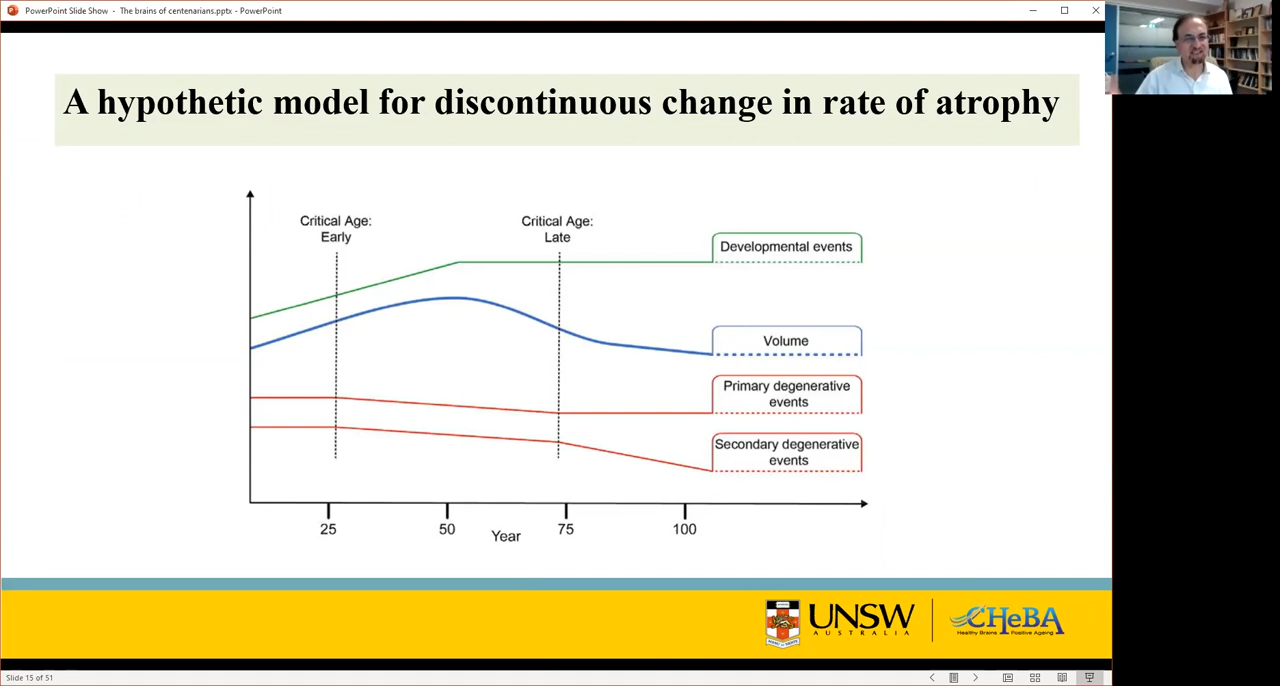 PowerPoint Slide Show - The brains of centenarians.pptx - PowerPoint
A hypothetic model for discontinuous change in rate of atrophy
Critical Age:
Early
Critical Age:
Late
Developmental events
Volume
Primary degenerative
events
Secondary degenerative
events
25
50
75
100
Year
UNSW
AUSTRALIA
CHeBA
Healthy Brains Positive Ageing
Slide 15 of 51